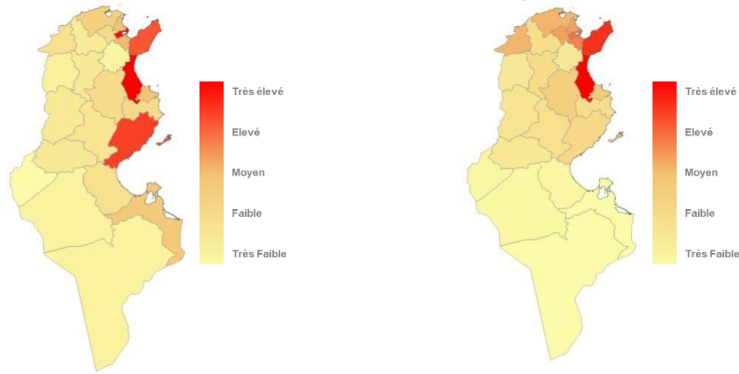 Très élevé
Elevé
Moyen
Faible
Très Faible
Très élevé
Elevé
Moyen
Faible
Très Faible